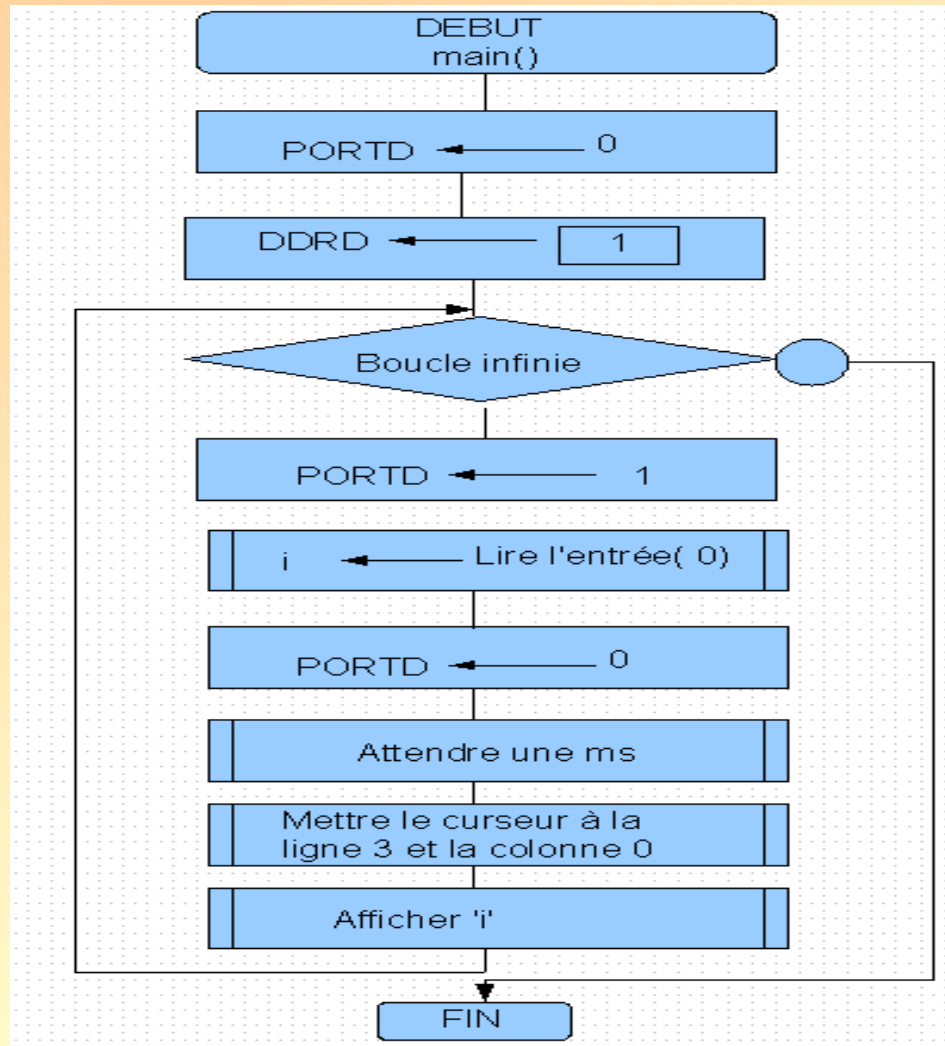 DEBUT
main()
PORTD 0
DDRD 1
Boucle infinie
PORTD 1
i Lire l'entrée( 0)
PORTD 0
Attendre une ms
Mettre le curseur à la
ligne 3 et la colonne 0
Afficher 'i'
FIN